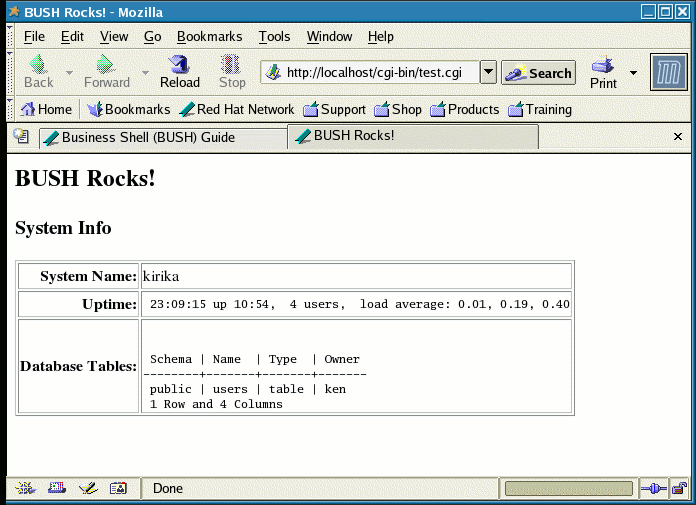 BUSH Rocks! - Mozilla
File Edit View Go Bookmarks Tools Window Help
Back Forward Reload Stop http://localhost/cgi-bin/test.cgi Search Print
Home Bookmarks Red Hat Network Support Shop Products Training
Business Shell (BUSH) Guide BUSH Rocks!
BUSH Rocks!
System Info
System Name: kirika
Uptime: 23:09:15 up 10:54,  4 users,  load average: 0.01, 0.19, 0.40
Database Tables:
Schema | Name  | Type  | Owner
--------+-------+-------+-------
public | users | table | ken
1 Row and 4 Columns
Done